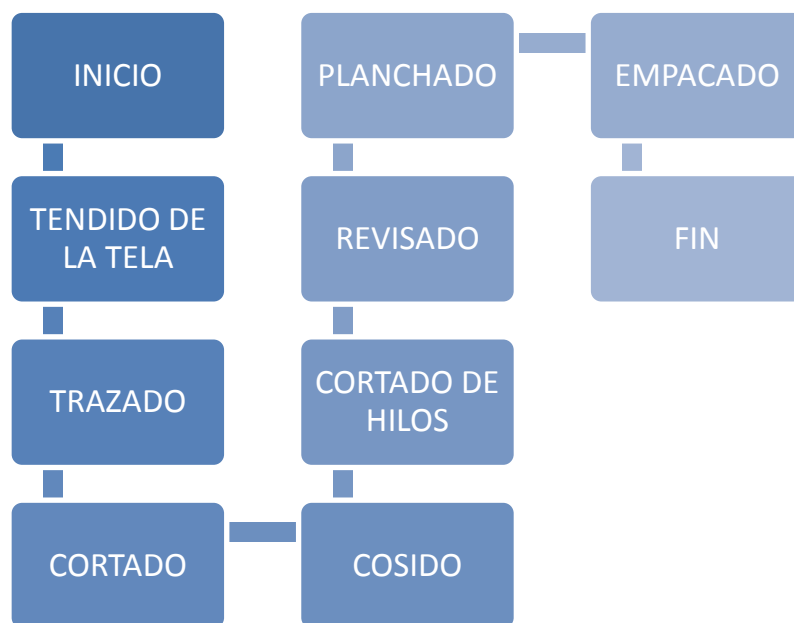 INICIO
TENDIDO DE
LA TELA
TRAZADO
CORTADO
COSIDO
CORTADO DE
HILOS
REVISADO
PLANCHADO
EMPACADO
FIN